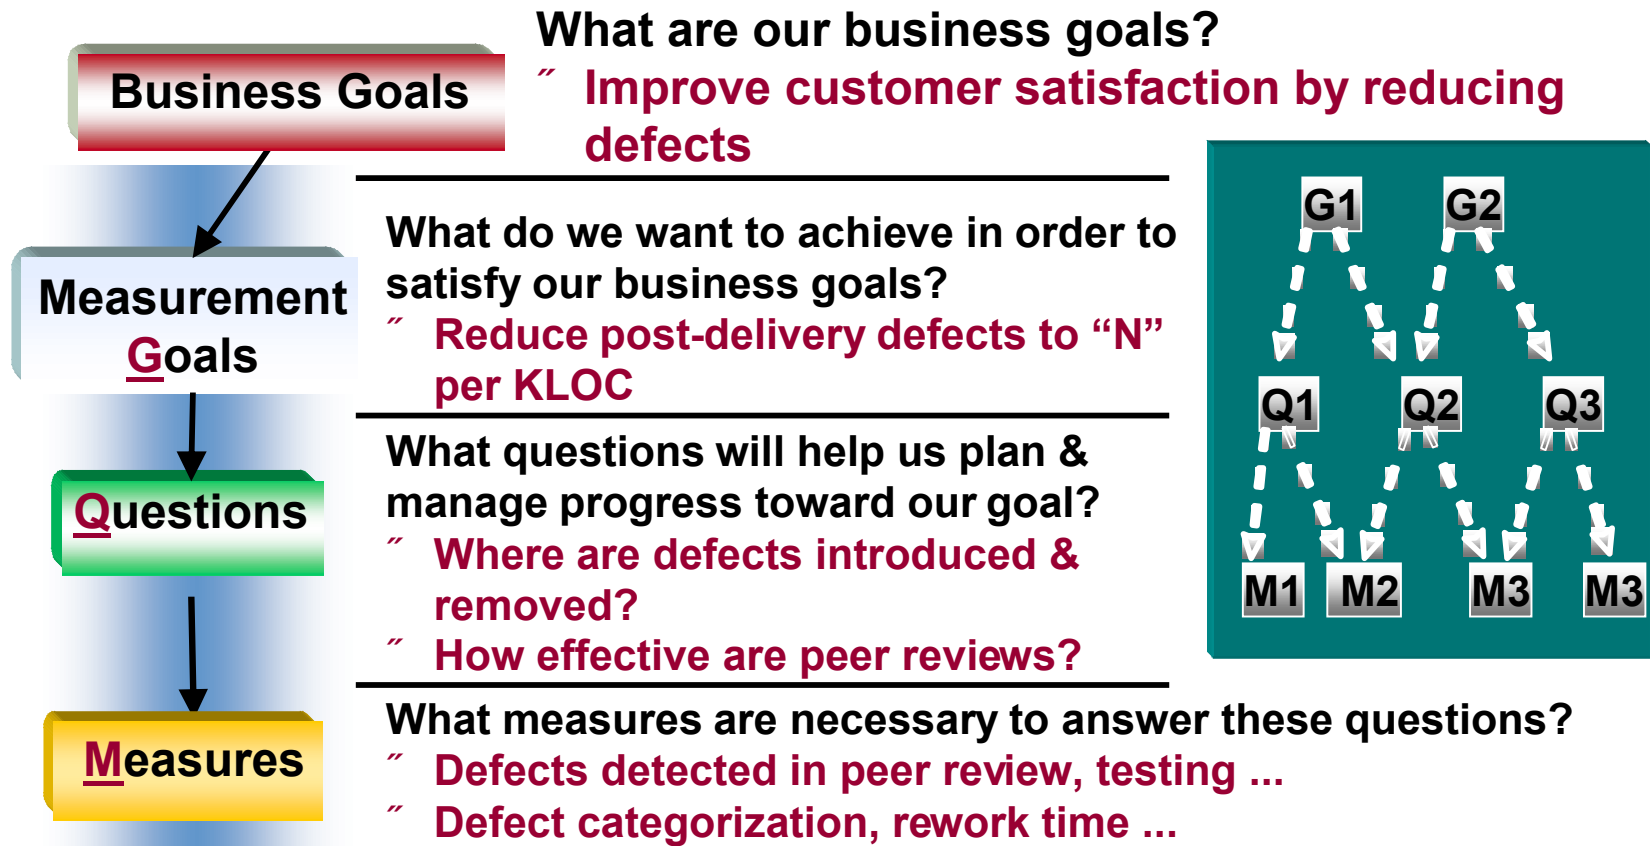 Business Goals
What are our business goals?
˝ Improve customer satisfaction by reducing
defects
Measurement
Goals
What do we want to achieve in order to
satisfy our business goals?
˝ Reduce post-delivery defects to “N”
per KLOC
Questions
What questions will help us plan &
manage progress toward our goal?
˝ Where are defects introduced &
removed?
˝ How effective are peer reviews?
Measures
What measures are necessary to answer these questions?
˝ Defects detected in peer review, testing ...
˝ Defect categorization, rework time ...
G1 G2
Q1 Q2 Q3
M1 M2 M3 M3